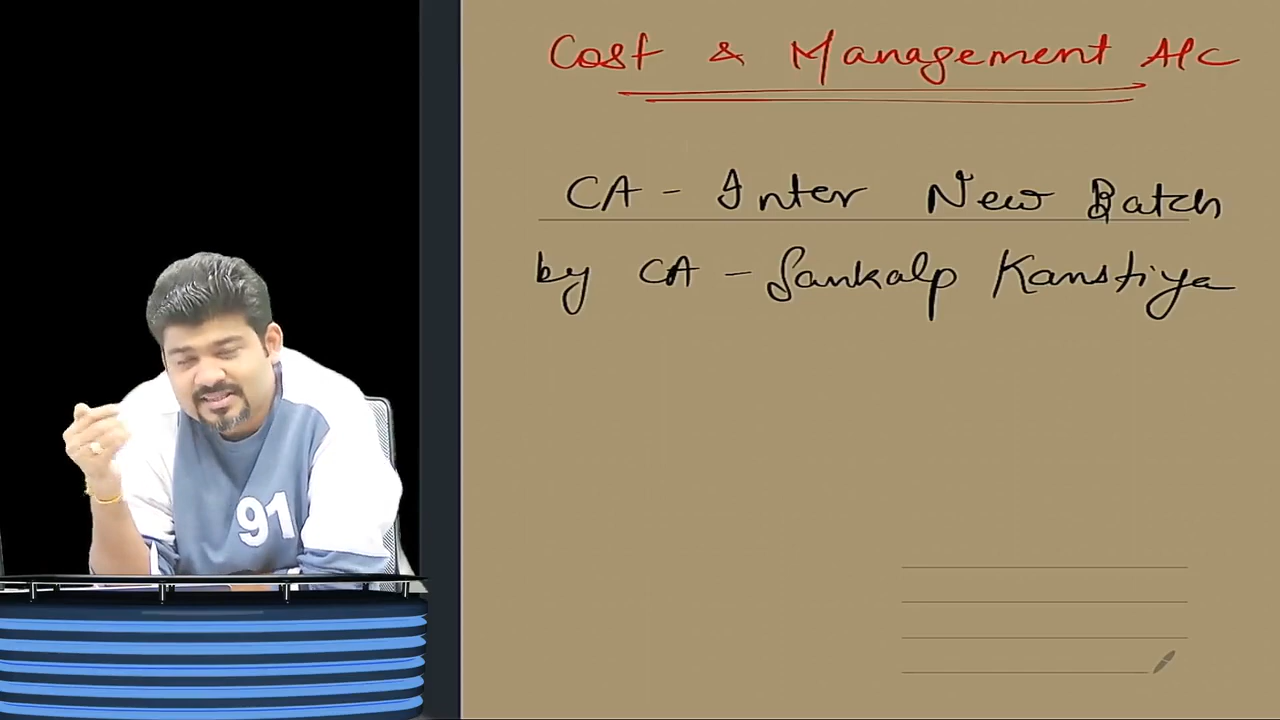 Cost & Management A/c
CA - Inter New Batch
by CA - Sankalp Kanstiya
91